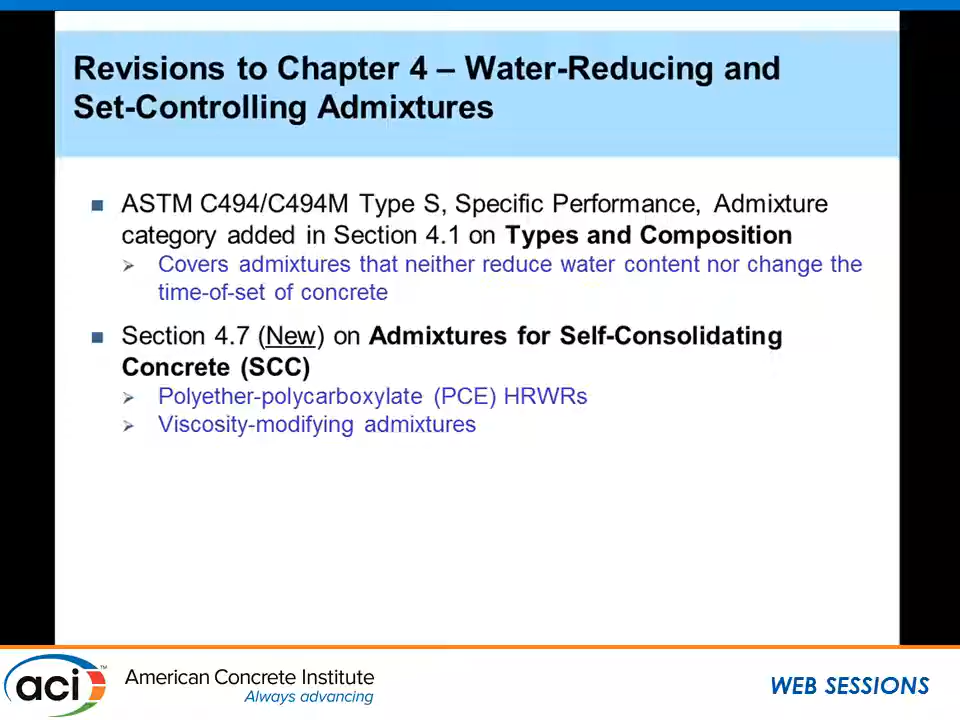 Revisions to Chapter 4 – Water-Reducing and
Set-Controlling Admixtures
ASTM C494/C494M Type S, Specific Performance, Admixture
category added in Section 4.1 on Types and Composition
Covers admixtures that neither reduce water content nor change the
time-of-set of concrete
Section 4.7 (New) on Admixtures for Self-Consolidating
Concrete (SCC)
Polyether-polycarboxylate (PCE) HRWRs
Viscosity-modifying admixtures
aci™
American Concrete Institute
Always advancing
WEB SESSIONS